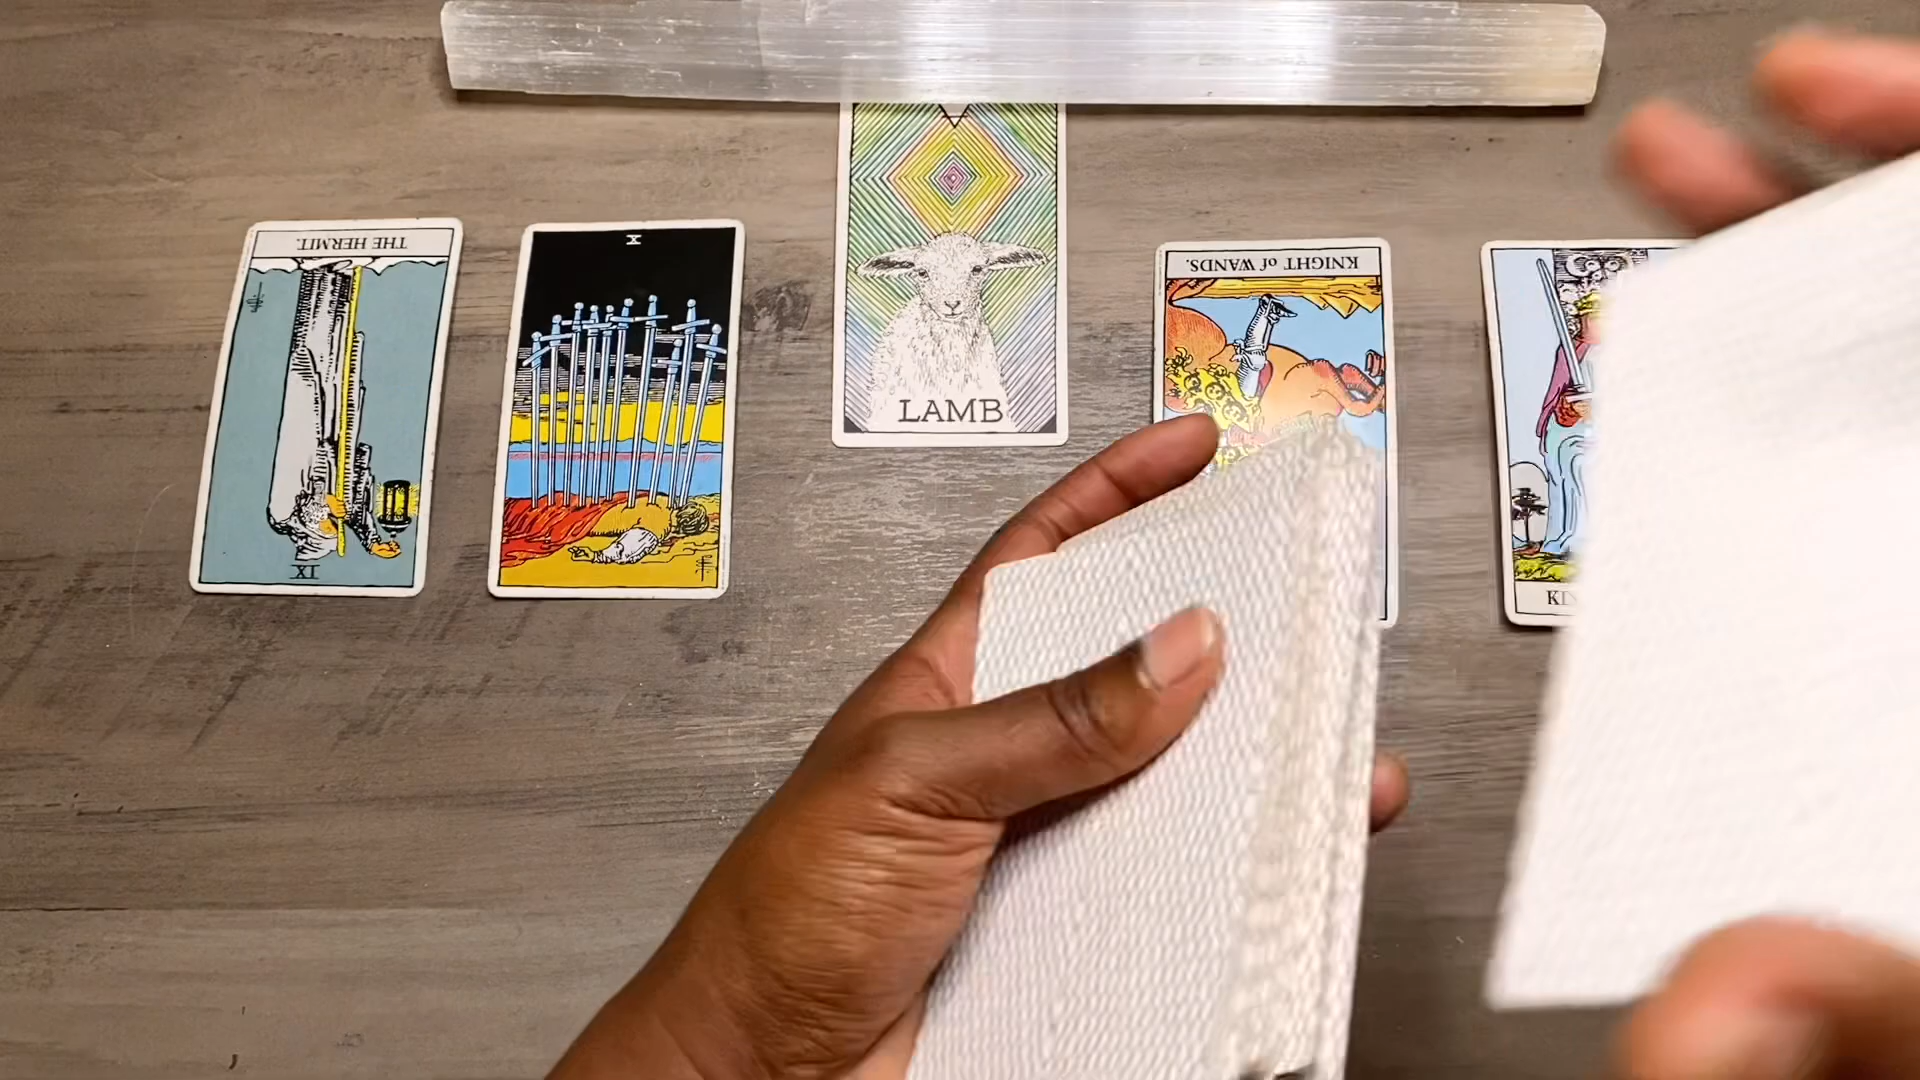 THE HERMIT.
IX
X
LAMB
KNIGHT of WANDS.